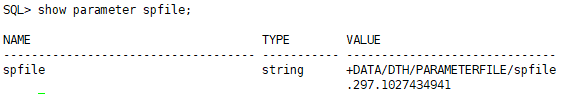 SQL> show parameter spfile;
NAME TYPE VALUE
------------------------------------ ----------- ------------------------------
spfile string +DATA/DTH/PARAMETERFILE/spfile
.297.1027434941